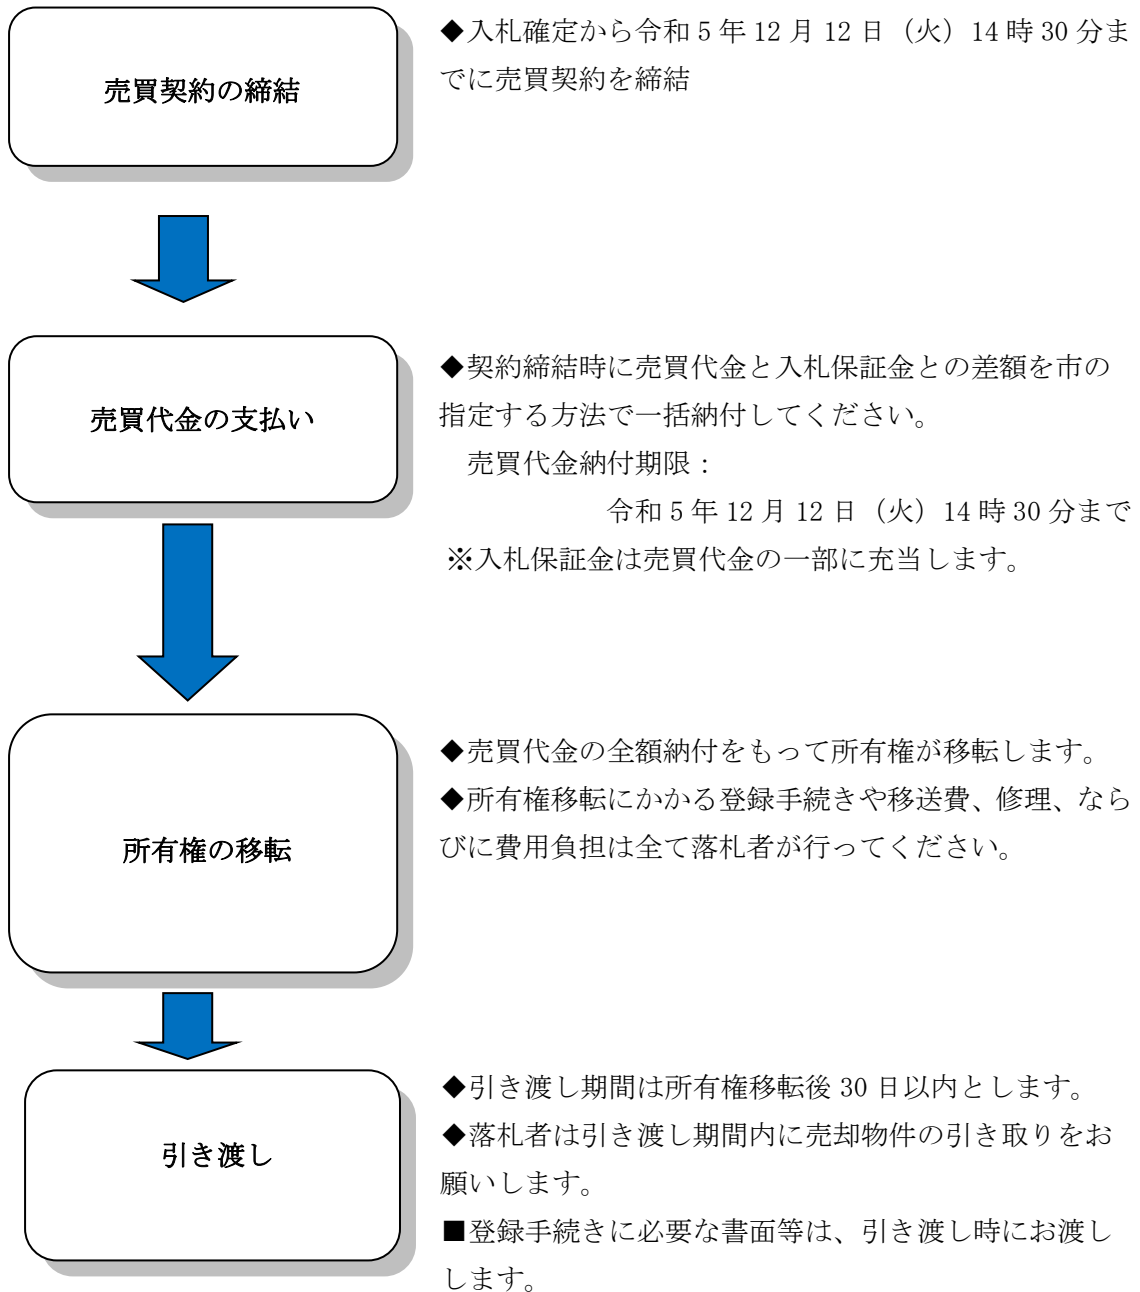 売買契約の締結
◆入札確定から令和5年12月12日（火）14時30分ま
でに売買契約を締結
売買代金の支払い
◆契約締結時に売買代金と入札保証金との差額を市の
指定する方法で一括納付してください。
売買代金納付期限：
令和5年12月12日（火）14時30分まで
※入札保証金は売買代金の一部に充当します。
所有権の移転
◆売買代金の全額納付をもって所有権が移転します。
◆所有権移転にかかる登録手続きや移送費、修理、なら
びに費用負担は全て落札者が行ってください。
引き渡し
◆引き渡し期間は所有権移転後30日以内とします。
◆落札者は引き渡し期間内に売却物件の引き取りをお
願いします。
■登録手続きに必要な書面等は、引き渡し時にお渡し
します。